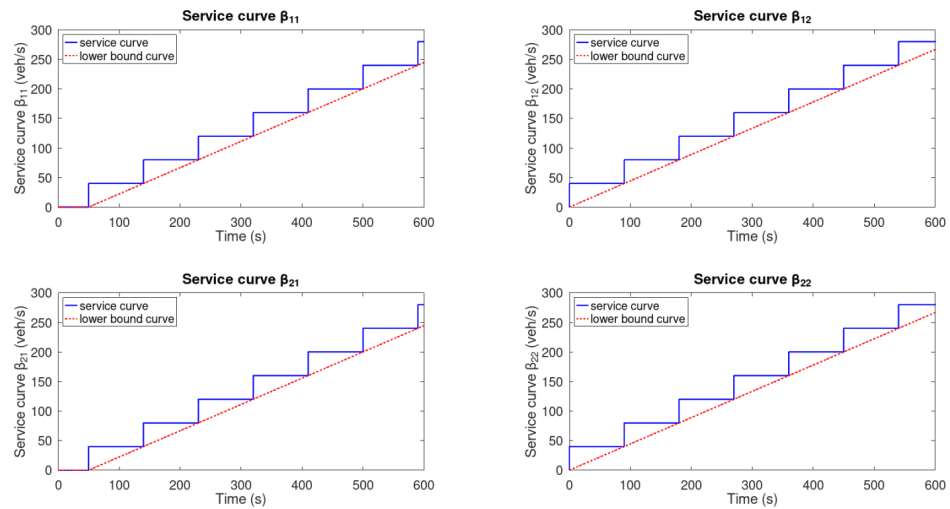 Service curve β₁₁
Service curve β₁₁ (veh/s)
300
250
200
150
100
50
0
service curve
lower bound curve
0 100 200 300 400 500 600
Time (s)
Service curve β₁₂
Service curve β₁₂ (veh/s)
300
250
200
150
100
50
0
service curve
lower bound curve
0 100 200 300 400 500 600
Time (s)
Service curve β₂₁
Service curve β₂₁ (veh/s)
300
250
200
150
100
50
0
service curve
lower bound curve
0 100 200 300 400 500 600
Time (s)
Service curve β₂₂
Service curve β₂₂ (veh/s)
300
250
200
150
100
50
0
service curve
lower bound curve
0 100 200 300 400 500 600
Time (s)